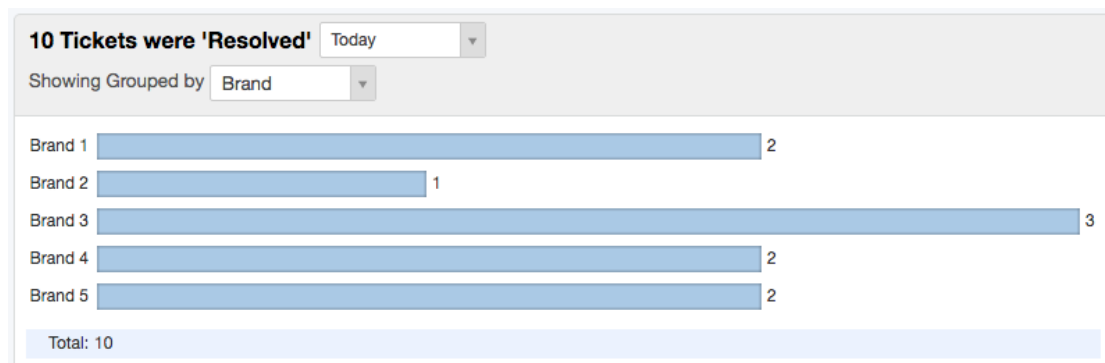 10 Tickets were 'Resolved' Today
Showing Grouped by Brand
Brand 1 2
Brand 2 1
Brand 3 3
Brand 4 2
Brand 5 2
Total: 10